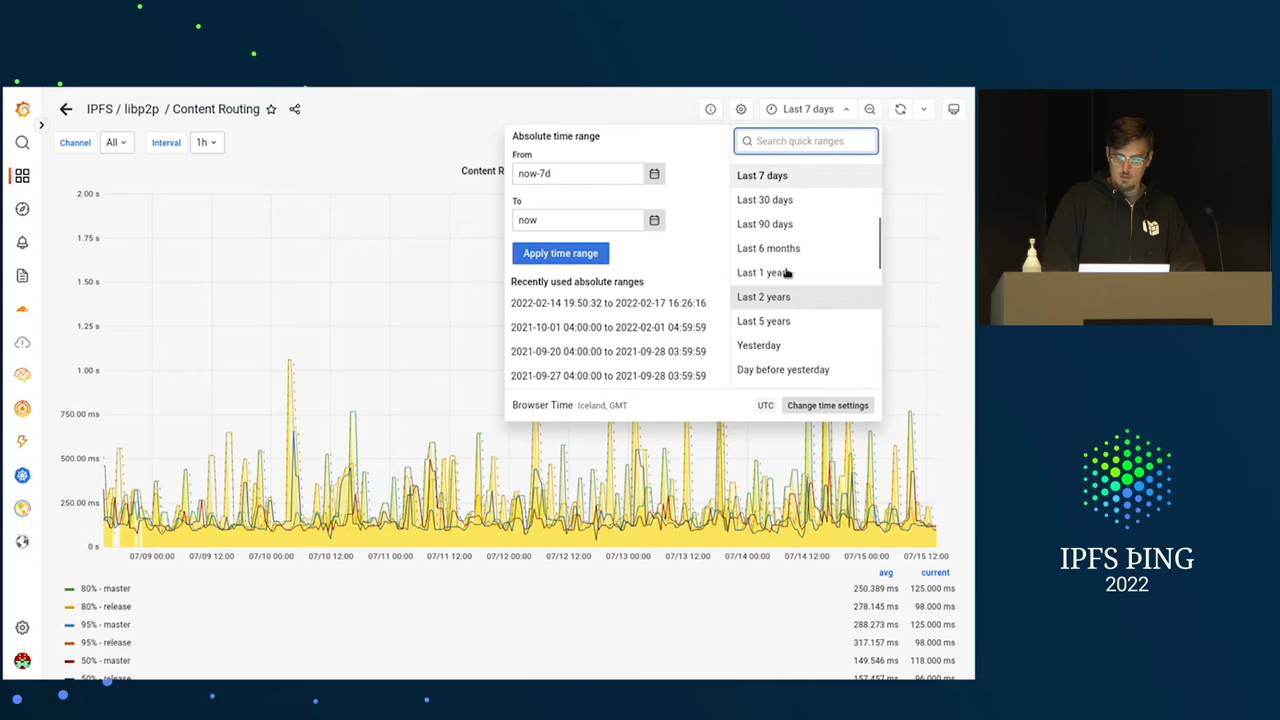 IPFS / libp2p / Content Routing
Last 7 days
Channel All Interval 1h
Content R
Absolute time range
From
now-7d
To
now
Apply time range
Recently used absolute ranges
2022-02-14 19:50:32 to 2022-02-17 16:26:16
2021-10-01 04:00:00 to 2022-02-01 04:59:59
2021-09-20 04:00:00 to 2021-09-28 03:59:59
2021-09-27 04:00:00 to 2021-09-28 03:59:59
Search quick ranges
Last 7 days
Last 30 days
Last 90 days
Last 6 months
Last 1 year
Last 2 years
Last 5 years
Yesterday
Day before yesterday
Browser Time Iceland, GMT
UTC Change time settings
2.00 s
1.75 s
1.50 s
1.25 s
1.00 s
750.00 ms
500.00 ms
250.00 ms
0 s
07/09 00:00 07/09 12:00 07/10 00:00 07/10 12:00 07/11 00:00 07/11 12:00 07/12 00:00 07/12 12:00 07/13 00:00 07/13 12:00 07/14 00:00 07/14 12:00 07/15 00:00 07/15 12:00
avg current
80% - master 250.389 ms 125.000 ms
80% - release 278.145 ms 98.000 ms
95% - master 288.273 ms 125.000 ms
95% - release 317.157 ms 98.000 ms
50% - master 149.546 ms 118.000 ms
50% - release 157.457 ms 96.000 ms
IPFS ÞING
2022